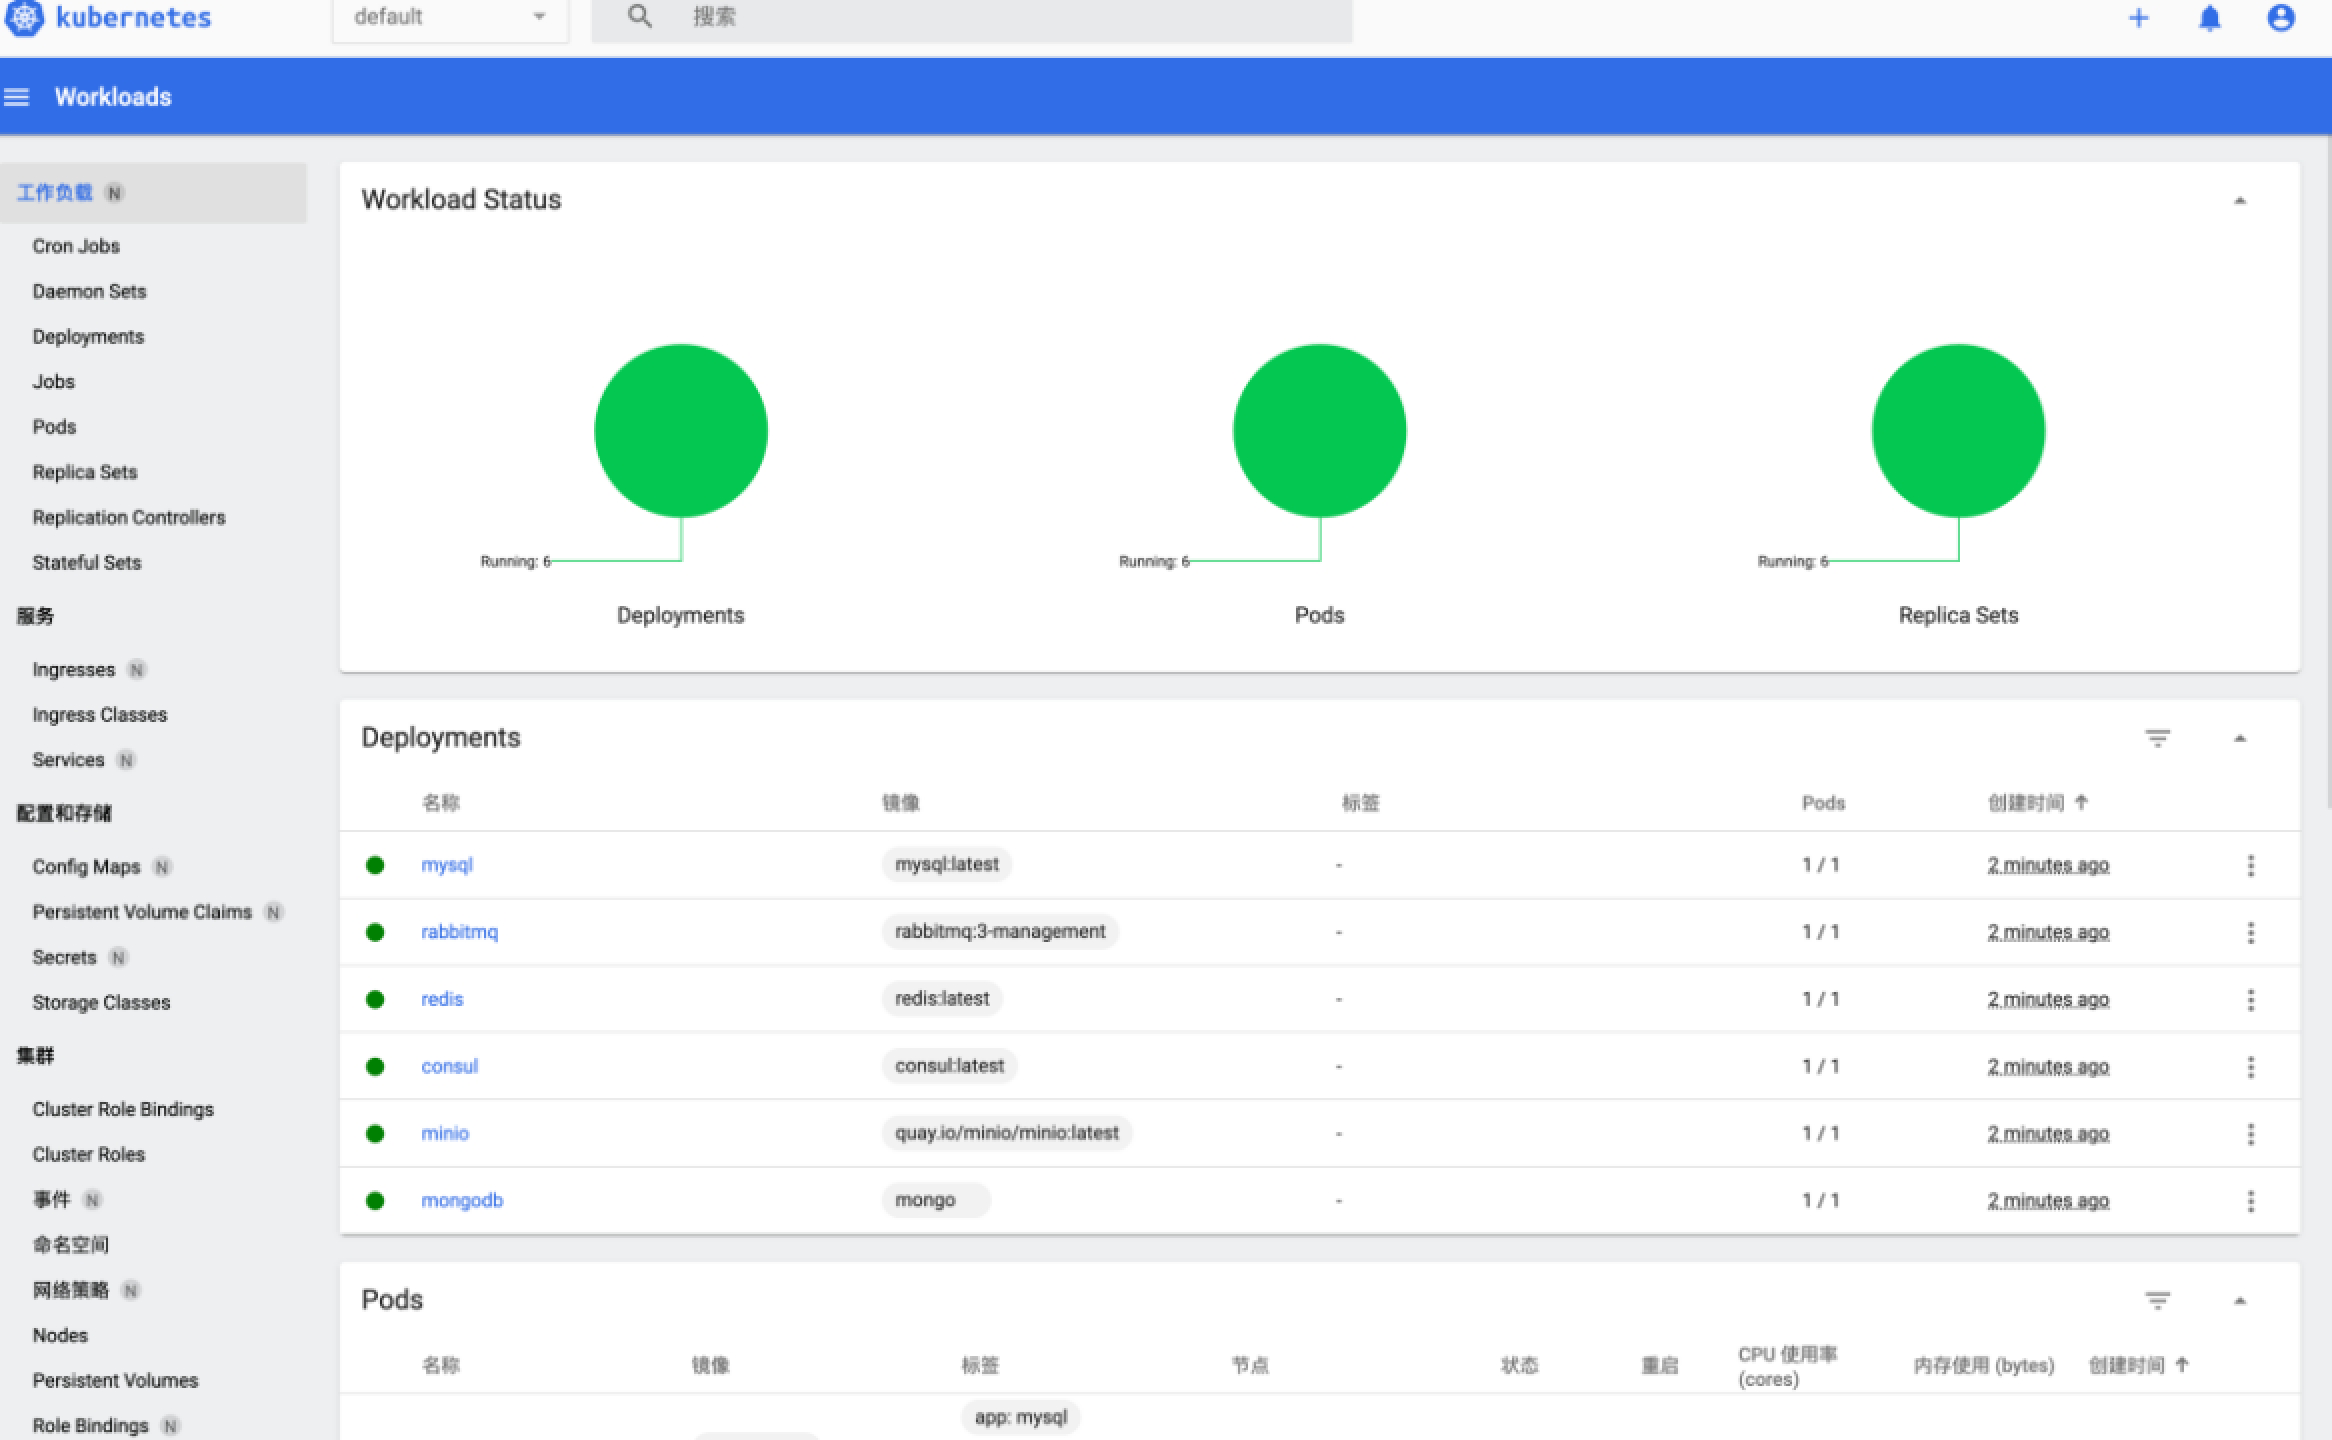 kubernetes
default
搜索
Workloads
工作负载 N
Cron Jobs
Daemon Sets
Deployments
Jobs
Pods
Replica Sets
Replication Controllers
Stateful Sets
服务
Ingresses N
Ingress Classes
Services N
配置和存储
Config Maps N
Persistent Volume Claims N
Secrets N
Storage Classes
集群
Cluster Role Bindings
Cluster Roles
事件 N
命名空间
网络策略 N
Nodes
Persistent Volumes
Role Bindings N
Workload Status
Running: 6
Deployments
Running: 6
Pods
Running: 6
Replica Sets
Deployments
名称 镜像 标签 Pods 创建时间 ↑
mysql mysql:latest - 1 / 1 2 minutes ago
rabbitmq rabbitmq:3-management - 1 / 1 2 minutes ago
redis redis:latest - 1 / 1 2 minutes ago
consul consul:latest - 1 / 1 2 minutes ago
minio quay.io/minio/minio:latest - 1 / 1 2 minutes ago
mongodb mongo - 1 / 1 2 minutes ago
Pods
名称 镜像 标签 节点 状态 重启 CPU 使用率 (cores) 内存使用 (bytes) 创建时间 ↑
app: mysql